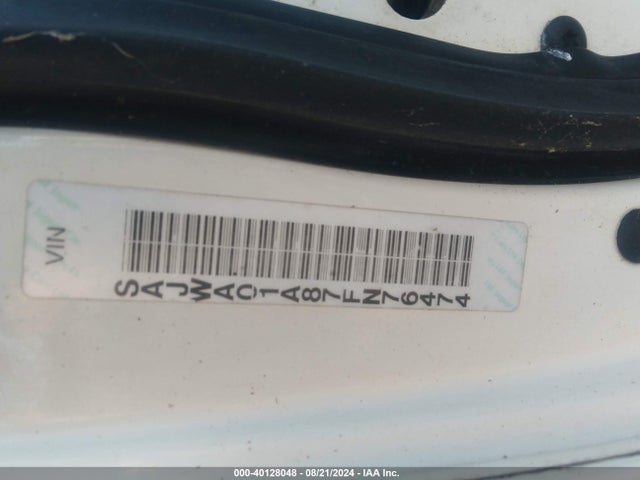 VIN
SAJWA01A87FN76474
000-40128048 - 08/21/2024 - IAA Inc.